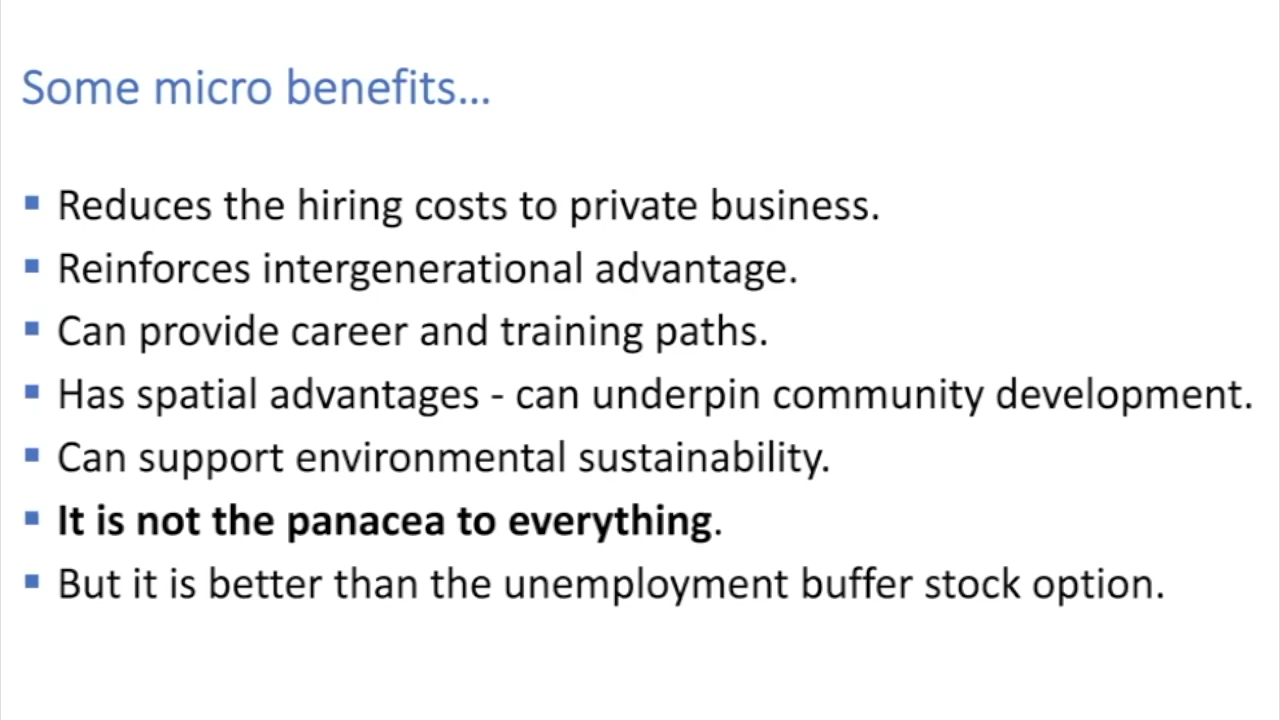 Some micro benefits...
▪ Reduces the hiring costs to private business.
▪ Reinforces intergenerational advantage.
▪ Can provide career and training paths.
▪ Has spatial advantages - can underpin community development.
▪ Can support environmental sustainability.
▪ It is not the panacea to everything.
▪ But it is better than the unemployment buffer stock option.